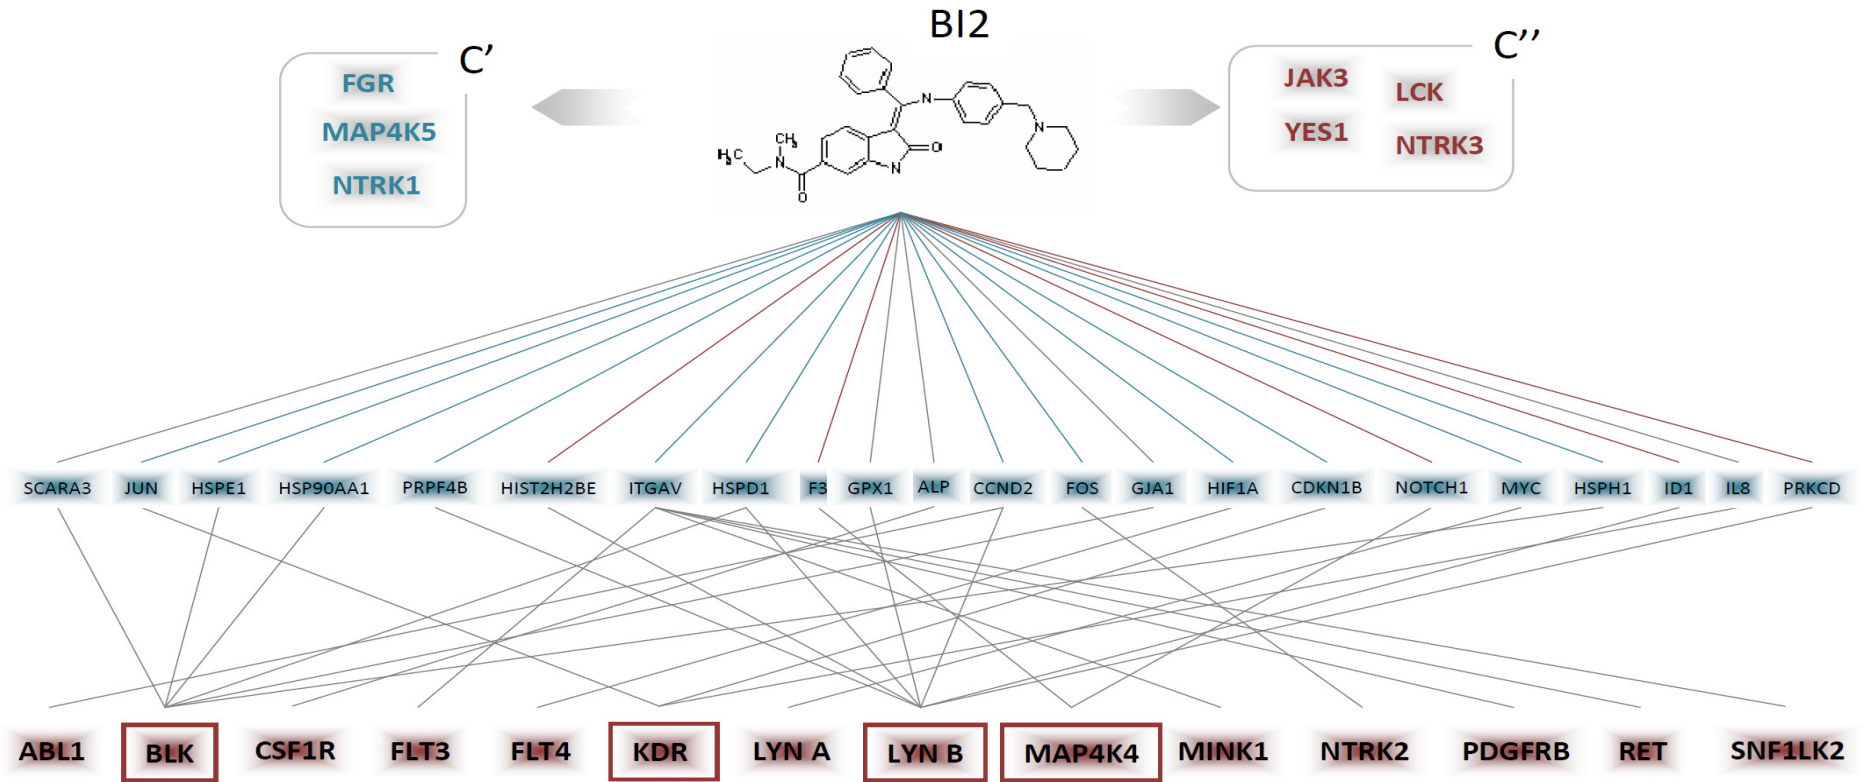 BI2
C’
C’’
FGR
MAP4K5
NTRK1
JAK3 LCK
YES1 NTRK3
N
N
CH3
H3C
N
O
N
O
SCARA3 JUN HSPE1 HSP90AA1 PRPF4B HIST2H2BE ITGAV HSPD1 F3 GPX1 ALP CCND2 FOS GJA1 HIF1A CDKN1B NOTCH1 MYC HSPH1 ID1 IL8 PRKCD
ABL1 BLK CSF1R FLT3 FLT4 KDR LYN A LYN B MAP4K4 MINK1 NTRK2 PDGFRB RET SNF1LK2